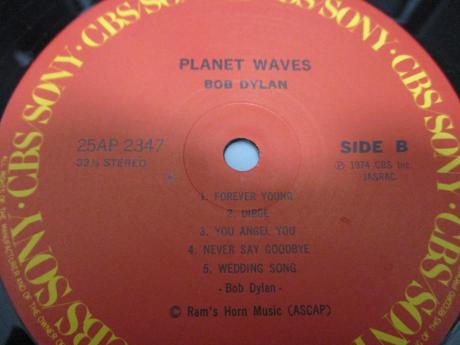 PLANET WAVES
BOB DYLAN
25AP 2347
33⅓ STEREO
SIDE B
Ⓟ 1974 CBS Inc.
JASRAC
1. FOREVER YOUNG
2. DIRGE
3. YOU ANGEL YOU
4. NEVER SAY GOODBYE
5. WEDDING SONG
- Bob Dylan -
© Ram's Horn Music (ASCAP)
CBS/SONY · CBS/SONY · CBS/SONY · CBS/SONY